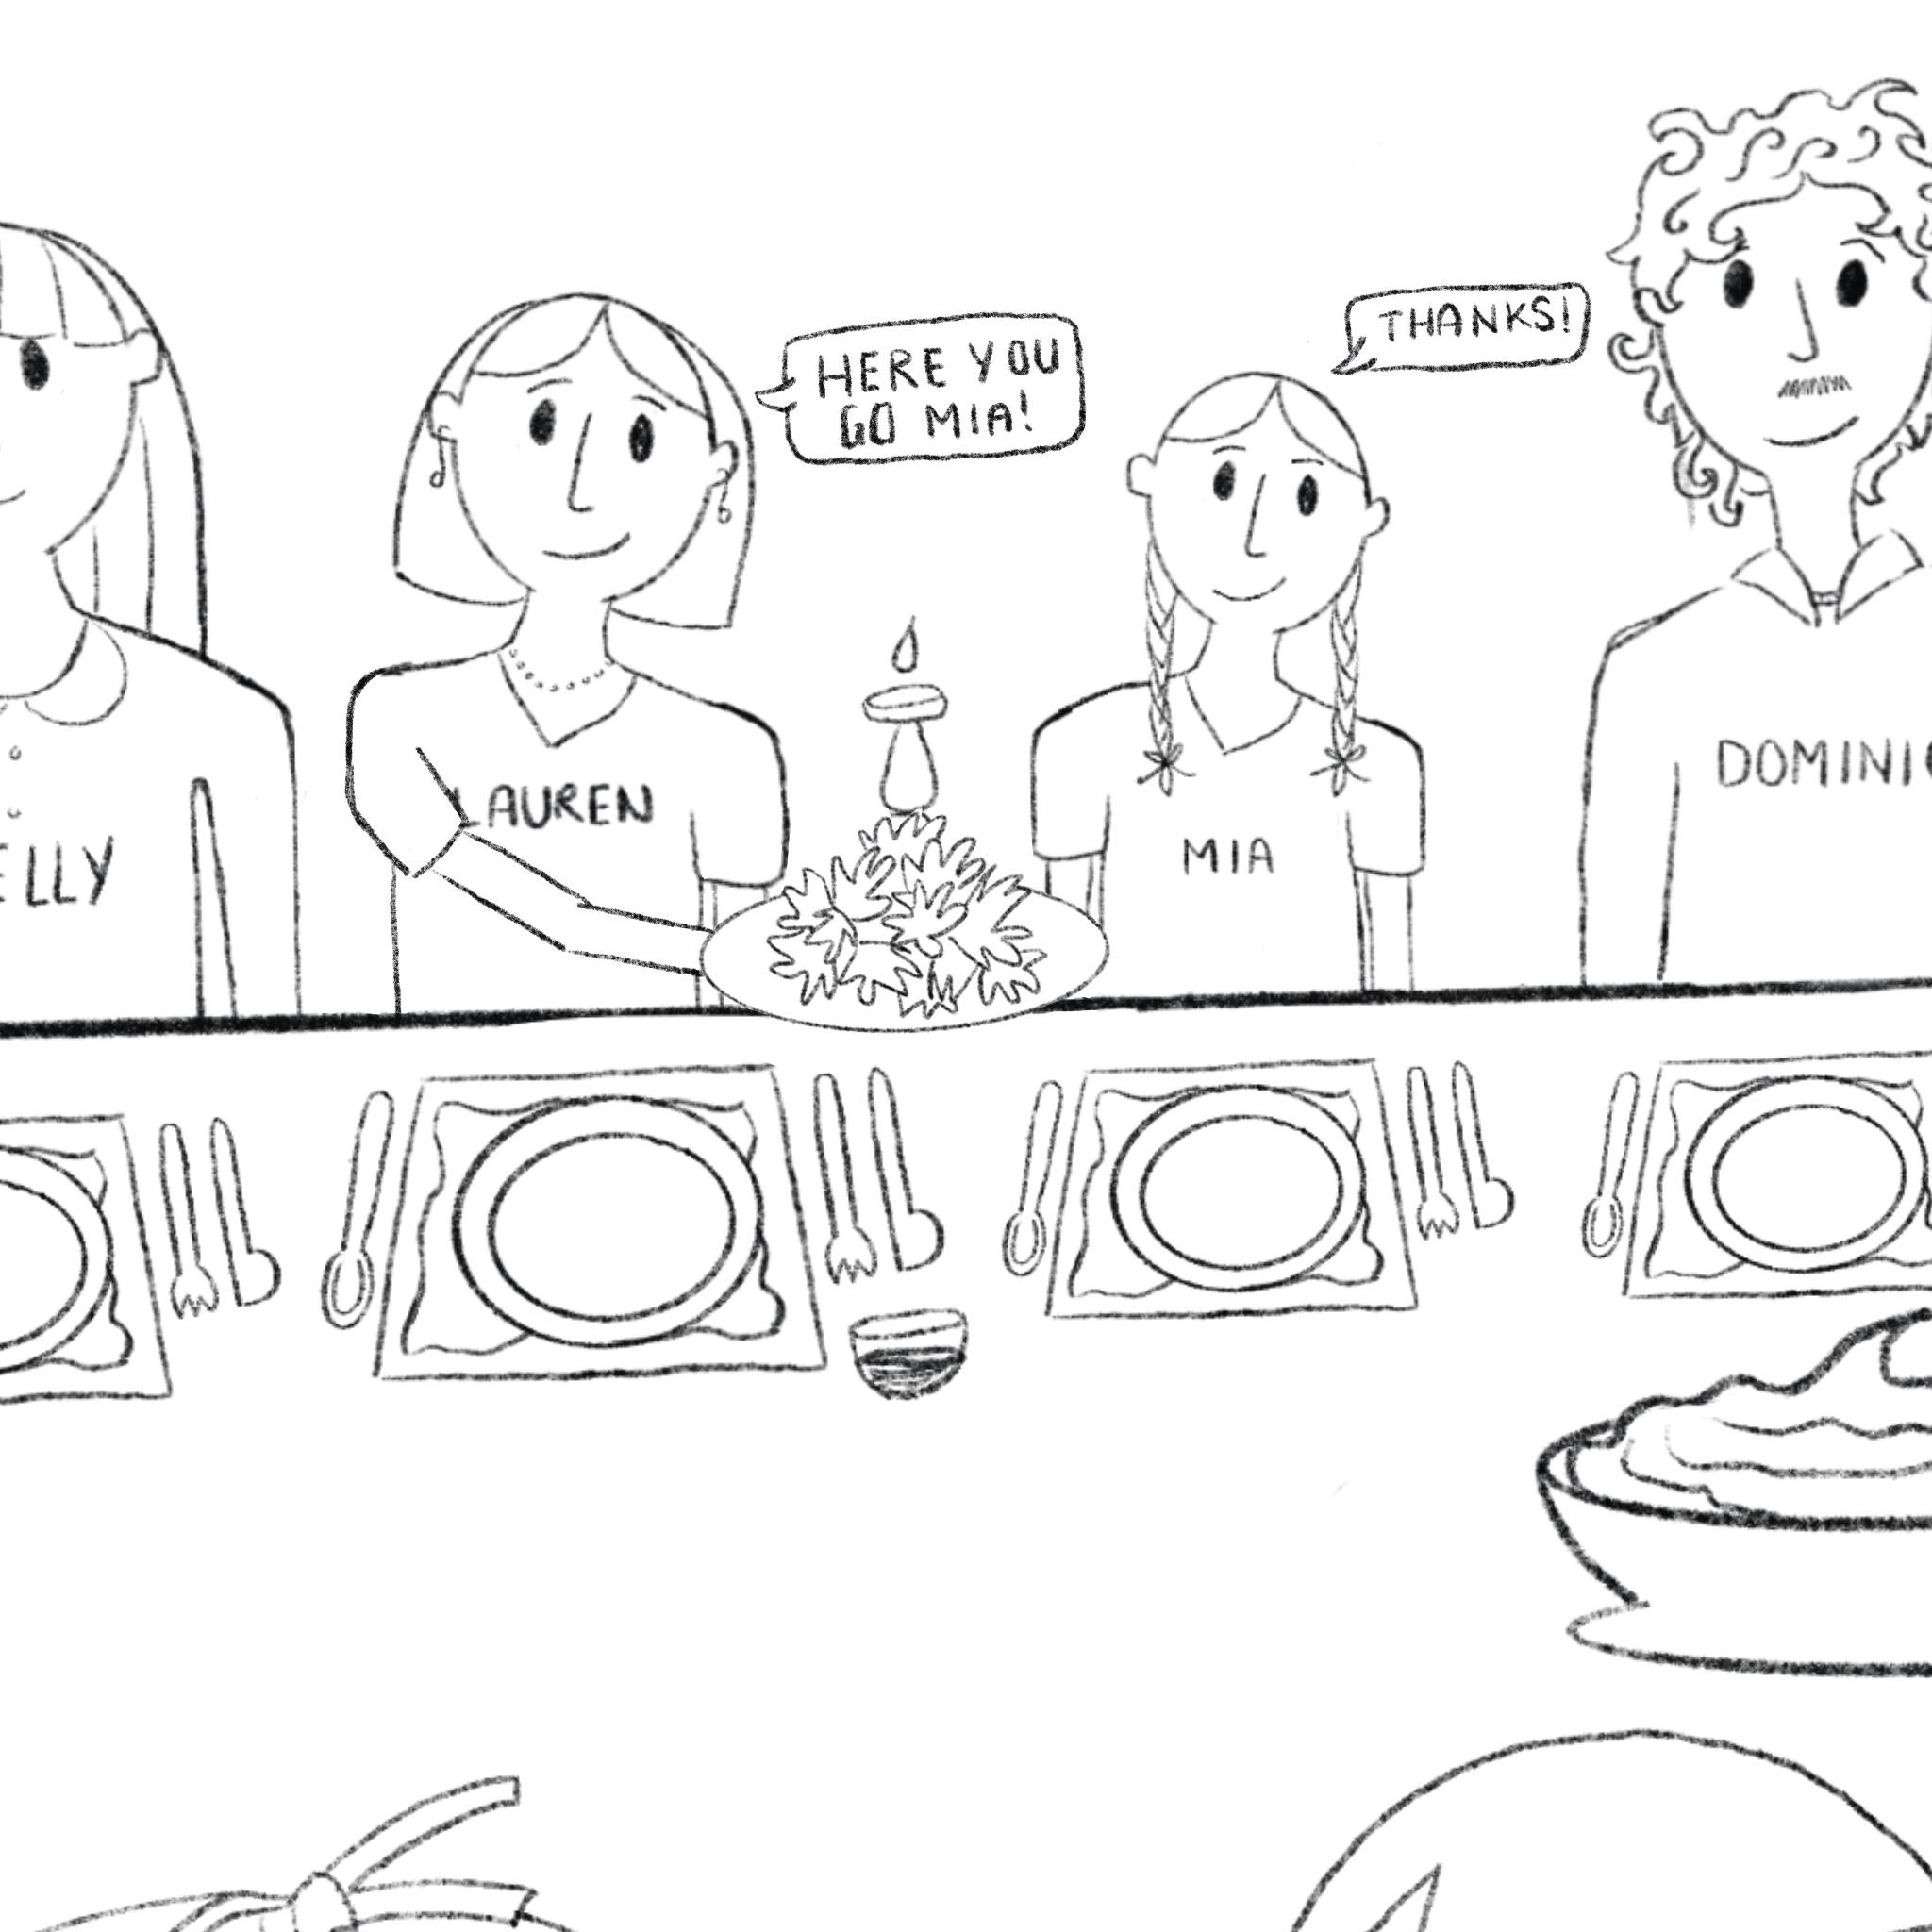 HERE YOU
GO MIA!
THANKS!
ELLY
LAUREN
MIA
DOMINIC